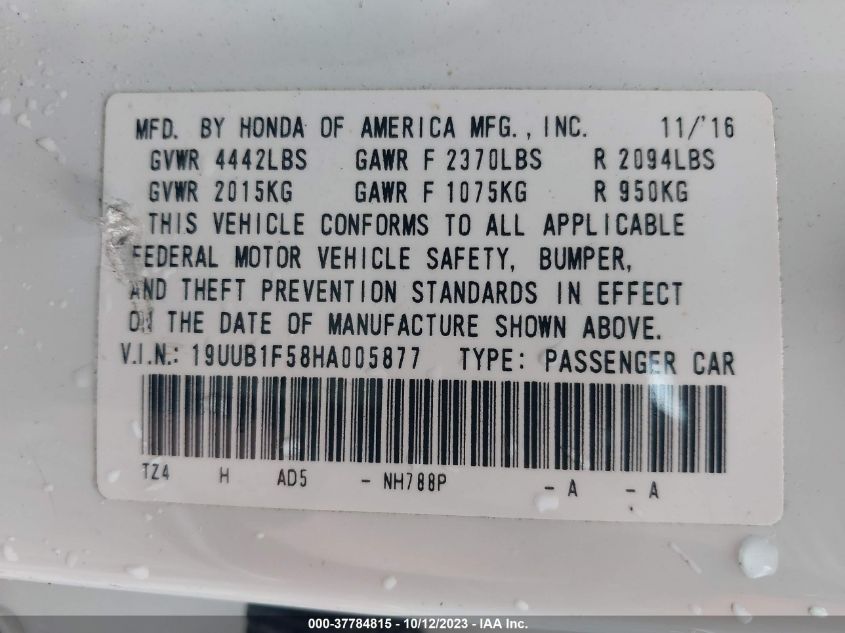 MFD. BY HONDA OF AMERICA MFG., INC. 11/'16
GVWR 4442LBS GAWR F 2370LBS R 2094LBS
GVWR 2015KG GAWR F 1075KG R 950KG
THIS VEHICLE CONFORMS TO ALL APPLICABLE
FEDERAL MOTOR VEHICLE SAFETY, BUMPER,
AND THEFT PREVENTION STANDARDS IN EFFECT
ON THE DATE OF MANUFACTURE SHOWN ABOVE.
V.I.N.: 19UUB1F58HA005877 TYPE: PASSENGER CAR
TZ4 H AD5 - NH788P - A - A
000-37784815 - 10/12/2023 - IAA Inc.